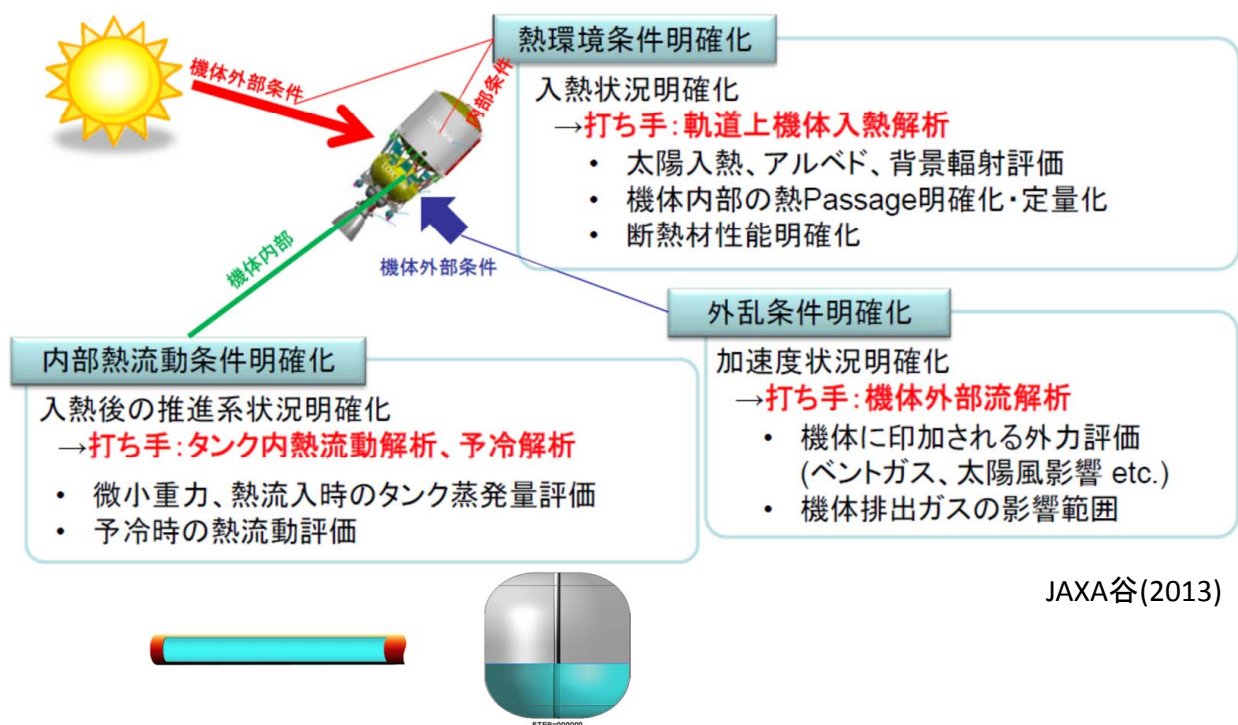 熱環境条件明確化
機体外部条件
内部条件
入熱状況明確化
→打ち手：軌道上機体入熱解析
• 太陽入熱、アルベド、背景輻射評価
• 機体内部の熱Passage明確化・定量化
• 断熱材性能明確化
機体内部
機体外部条件
外乱条件明確化
加速度状況明確化
→打ち手：機体外部流解析
• 機体に印加される外力評価
(ベントガス、太陽風影響 etc.)
• 機体排出ガスの影響範囲
内部熱流動条件明確化
入熱後の推進系状況明確化
→打ち手：タンク内熱流動解析、予冷解析
• 微小重力、熱流入時のタンク蒸発量評価
• 予冷時の熱流動評価
JAXA谷(2013)
STEP=000000